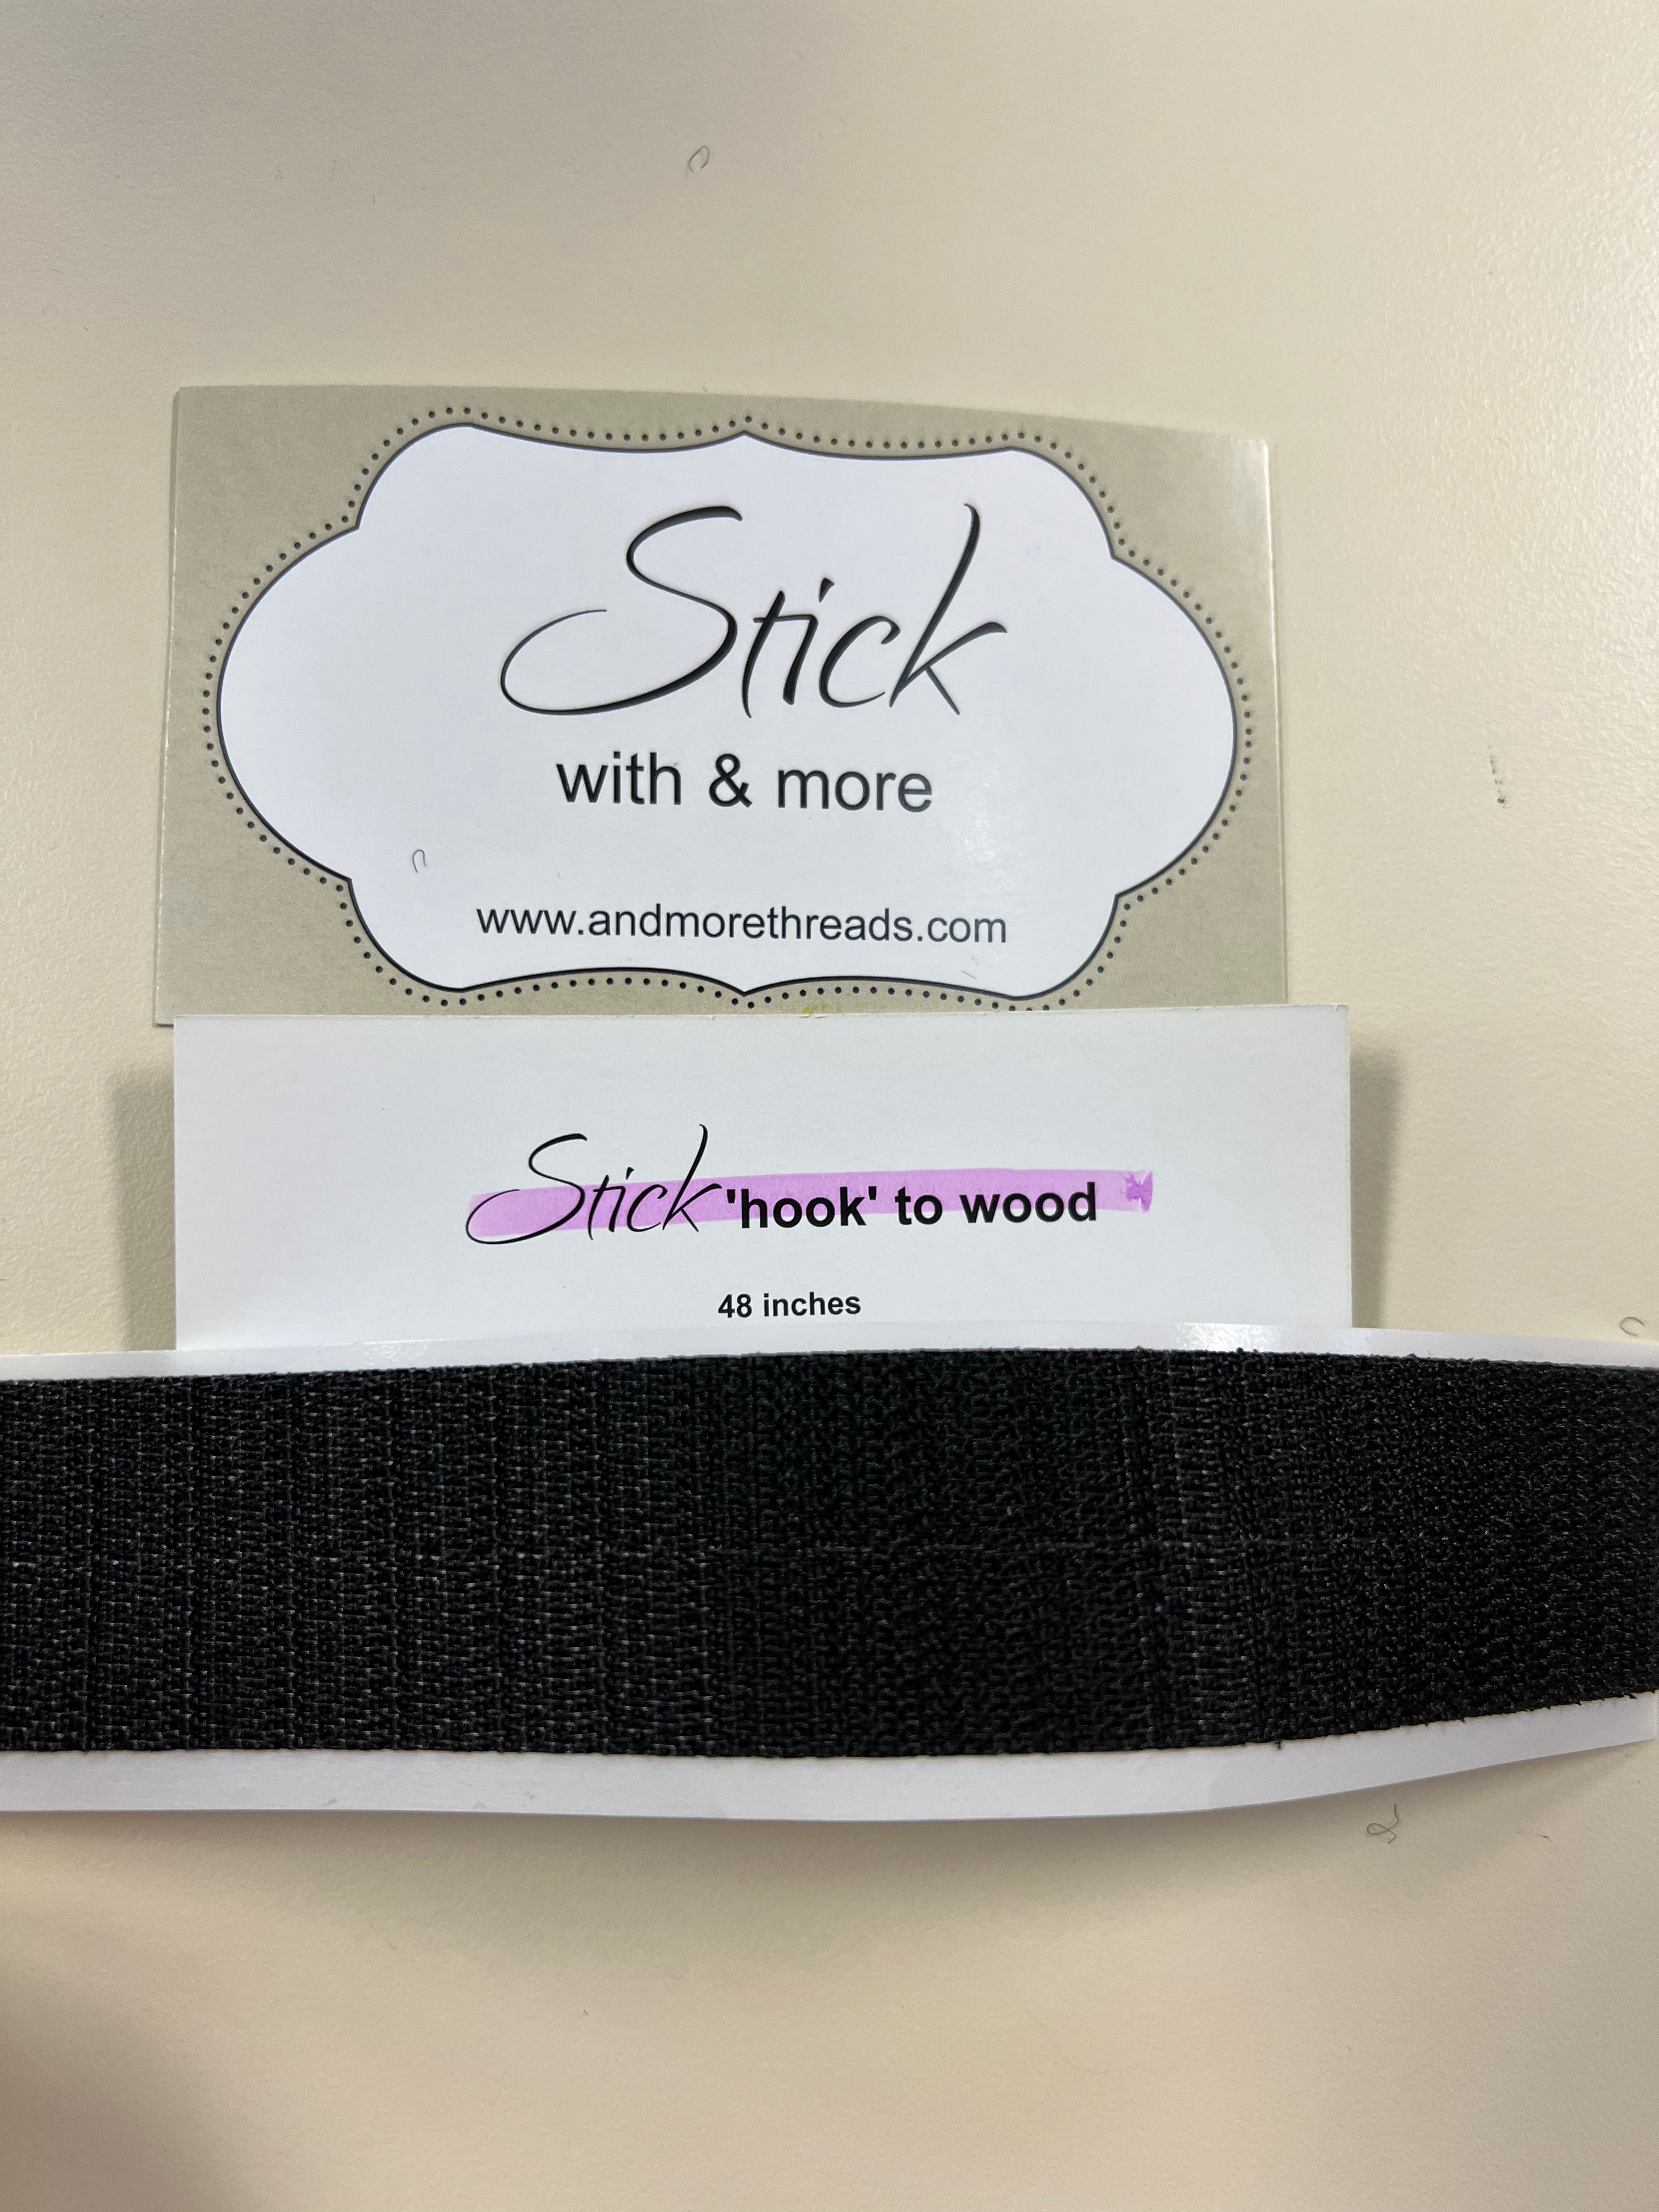 Stick
with & more
www.andmorethreads.com
Stick 'hook' to wood
48 inches